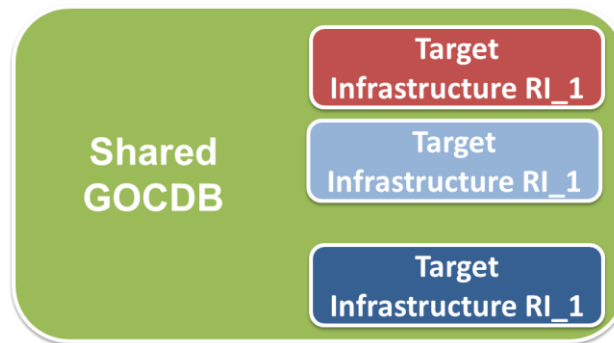 Target
Infrastructure RI_1
Shared
GOCDB
Target
Infrastructure RI_1
Target
Infrastructure RI_1